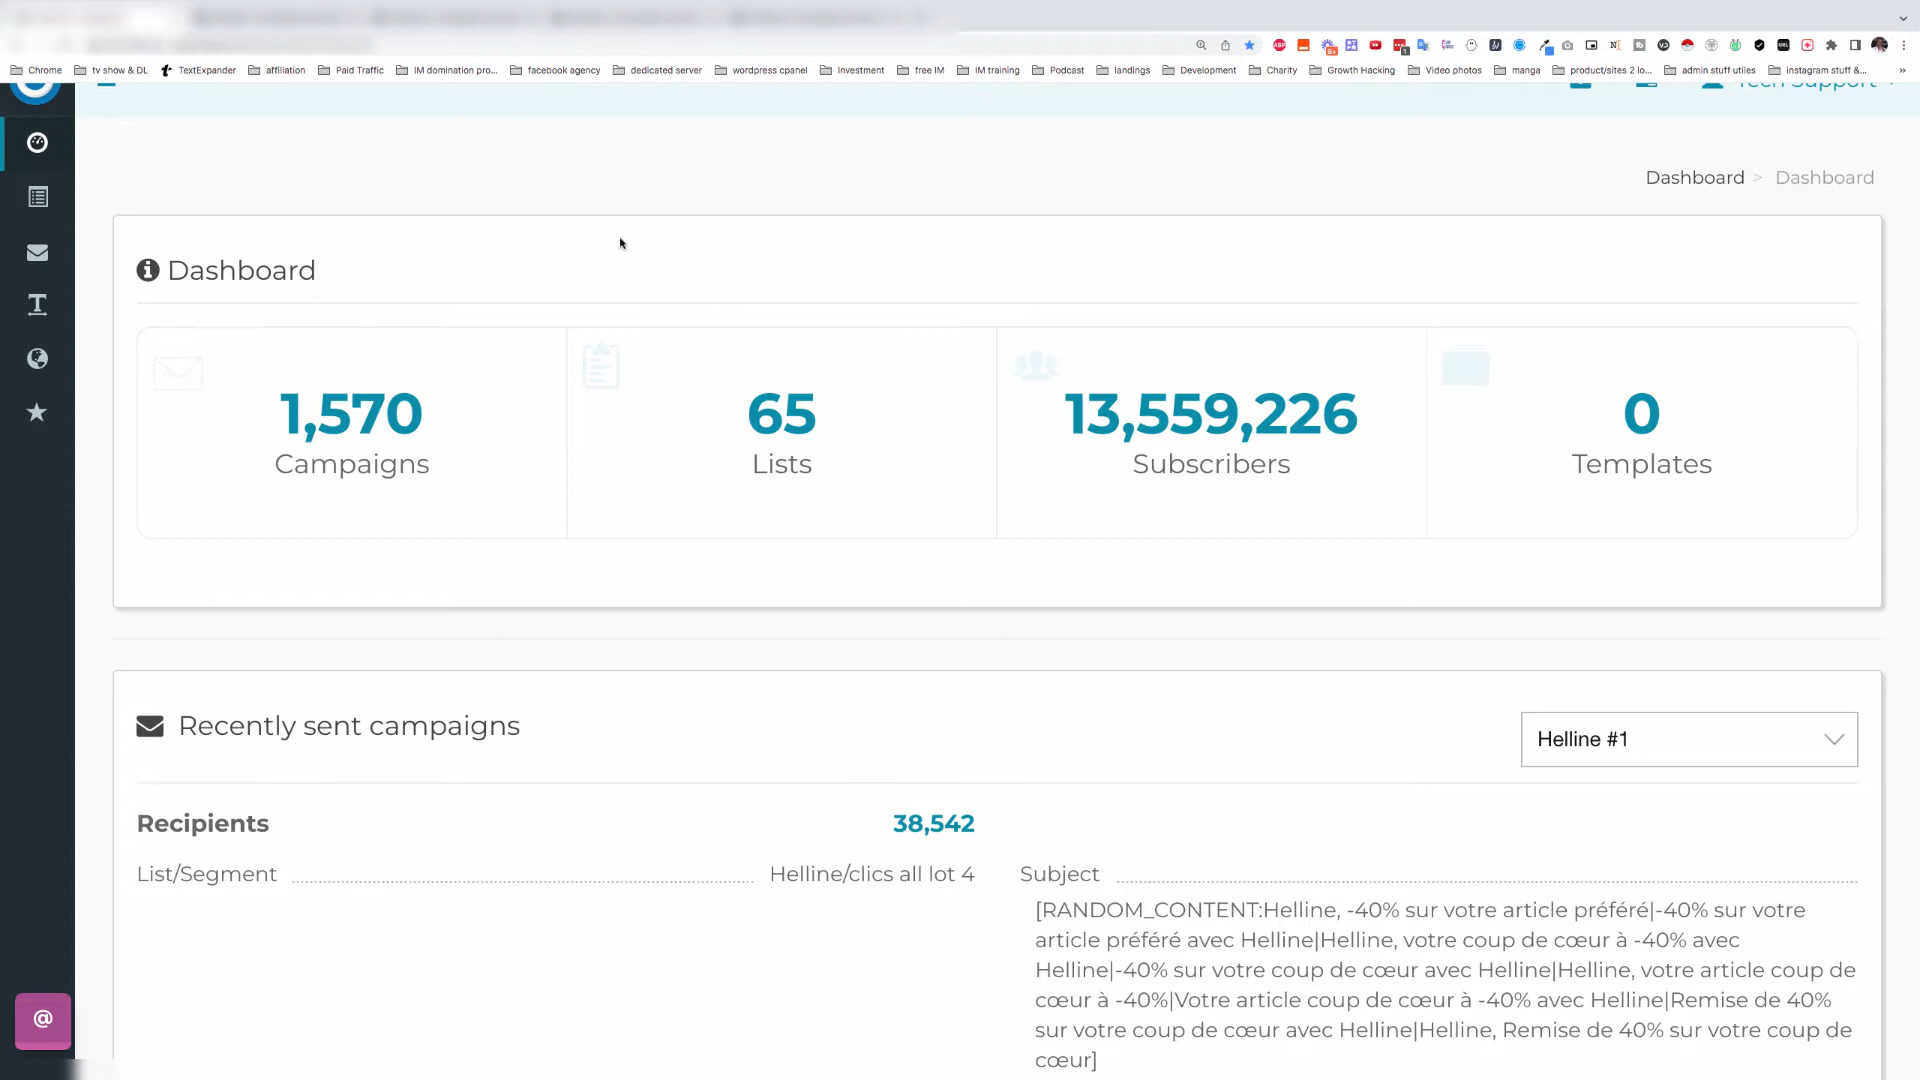 Chrome
tv show & DL
TextExpander
affiliation
Paid Traffic
IM domination pro...
facebook agency
dedicated server
wordpress cpanel
Investment
free IM
IM training
Podcast
landings
Development
Charity
Growth Hacking
Video photos
manga
product/sites 2 lo...
admin stuff utiles
instagram stuff &...
Tech Support
Dashboard > Dashboard
Dashboard
1,570
Campaigns
65
Lists
13,559,226
Subscribers
0
Templates
Recently sent campaigns
Helline #1
Recipients 38,542
List/Segment Helline/clics all lot 4
Subject
[RANDOM_CONTENT:Helline, -40% sur votre article préféré|-40% sur votre
article préféré avec Helline|Helline, votre coup de cœur à -40% avec
Helline|-40% sur votre coup de cœur avec Helline|Helline, votre article coup de
cœur à -40%|Votre article coup de cœur à -40% avec Helline|Remise de 40%
sur votre coup de cœur avec Helline|Helline, Remise de 40% sur votre coup de
cœur]
@